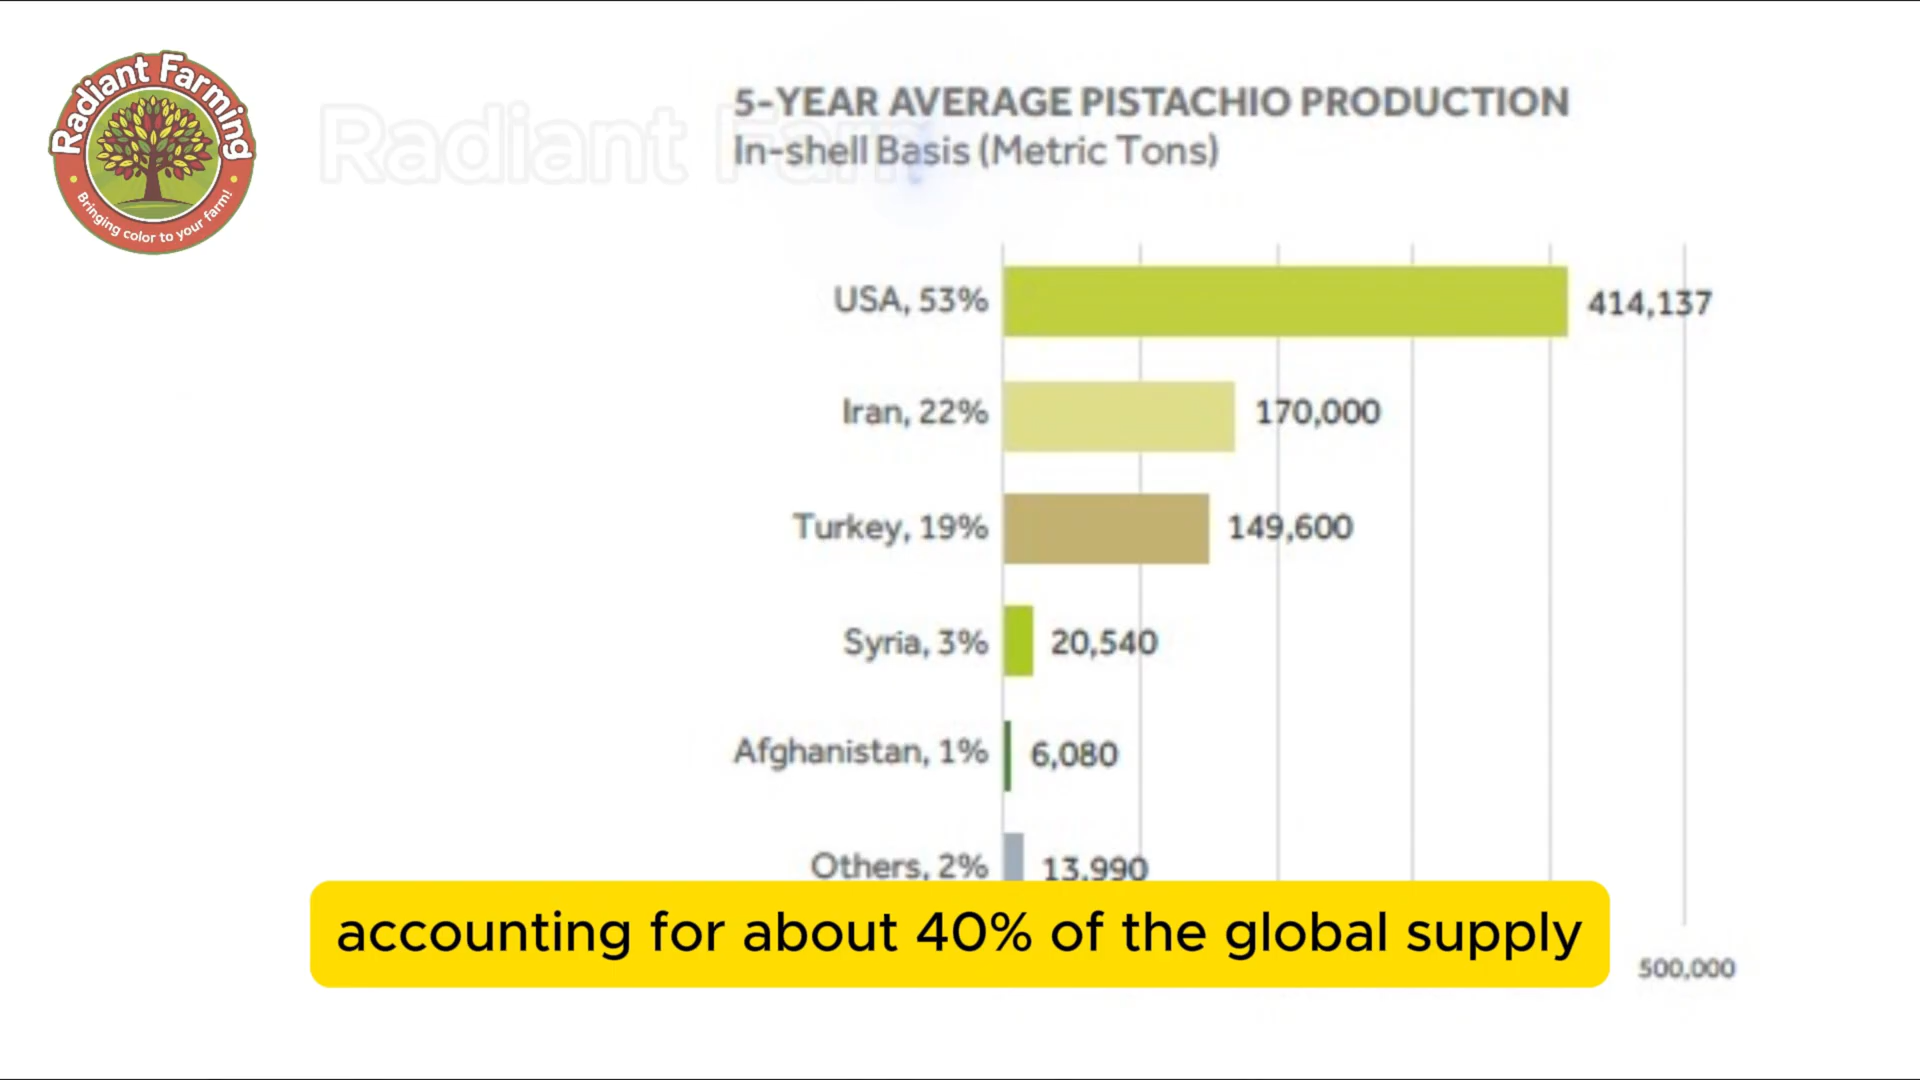 Radiant Farming
Bringing color to your farm!
Radiant Farm
5-YEAR AVERAGE PISTACHIO PRODUCTION
In-shell Basis (Metric Tons)
USA, 53% 414,137
Iran, 22% 170,000
Turkey, 19% 149,600
Syria, 3% 20,540
Afghanistan, 1% 6,080
Others, 2% 13,990
accounting for about 40% of the global supply
500,000